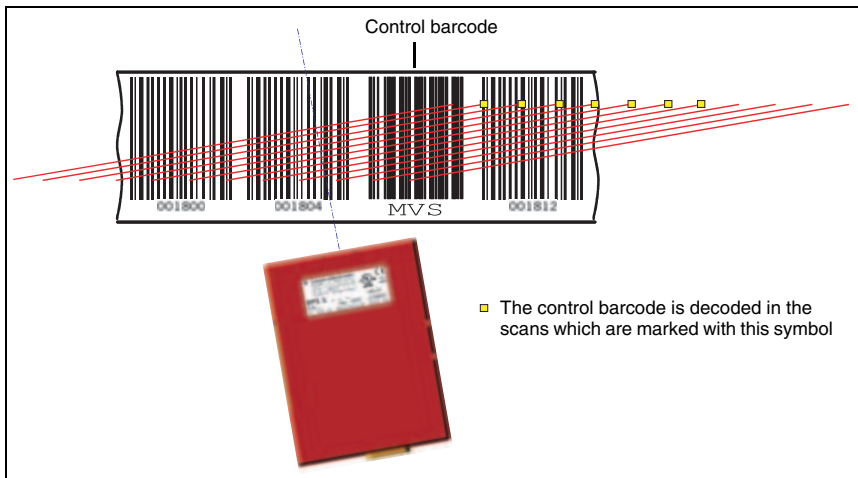 Control barcode
001800
001804
MVS
001812
The control barcode is decoded in the
scans which are marked with this symbol